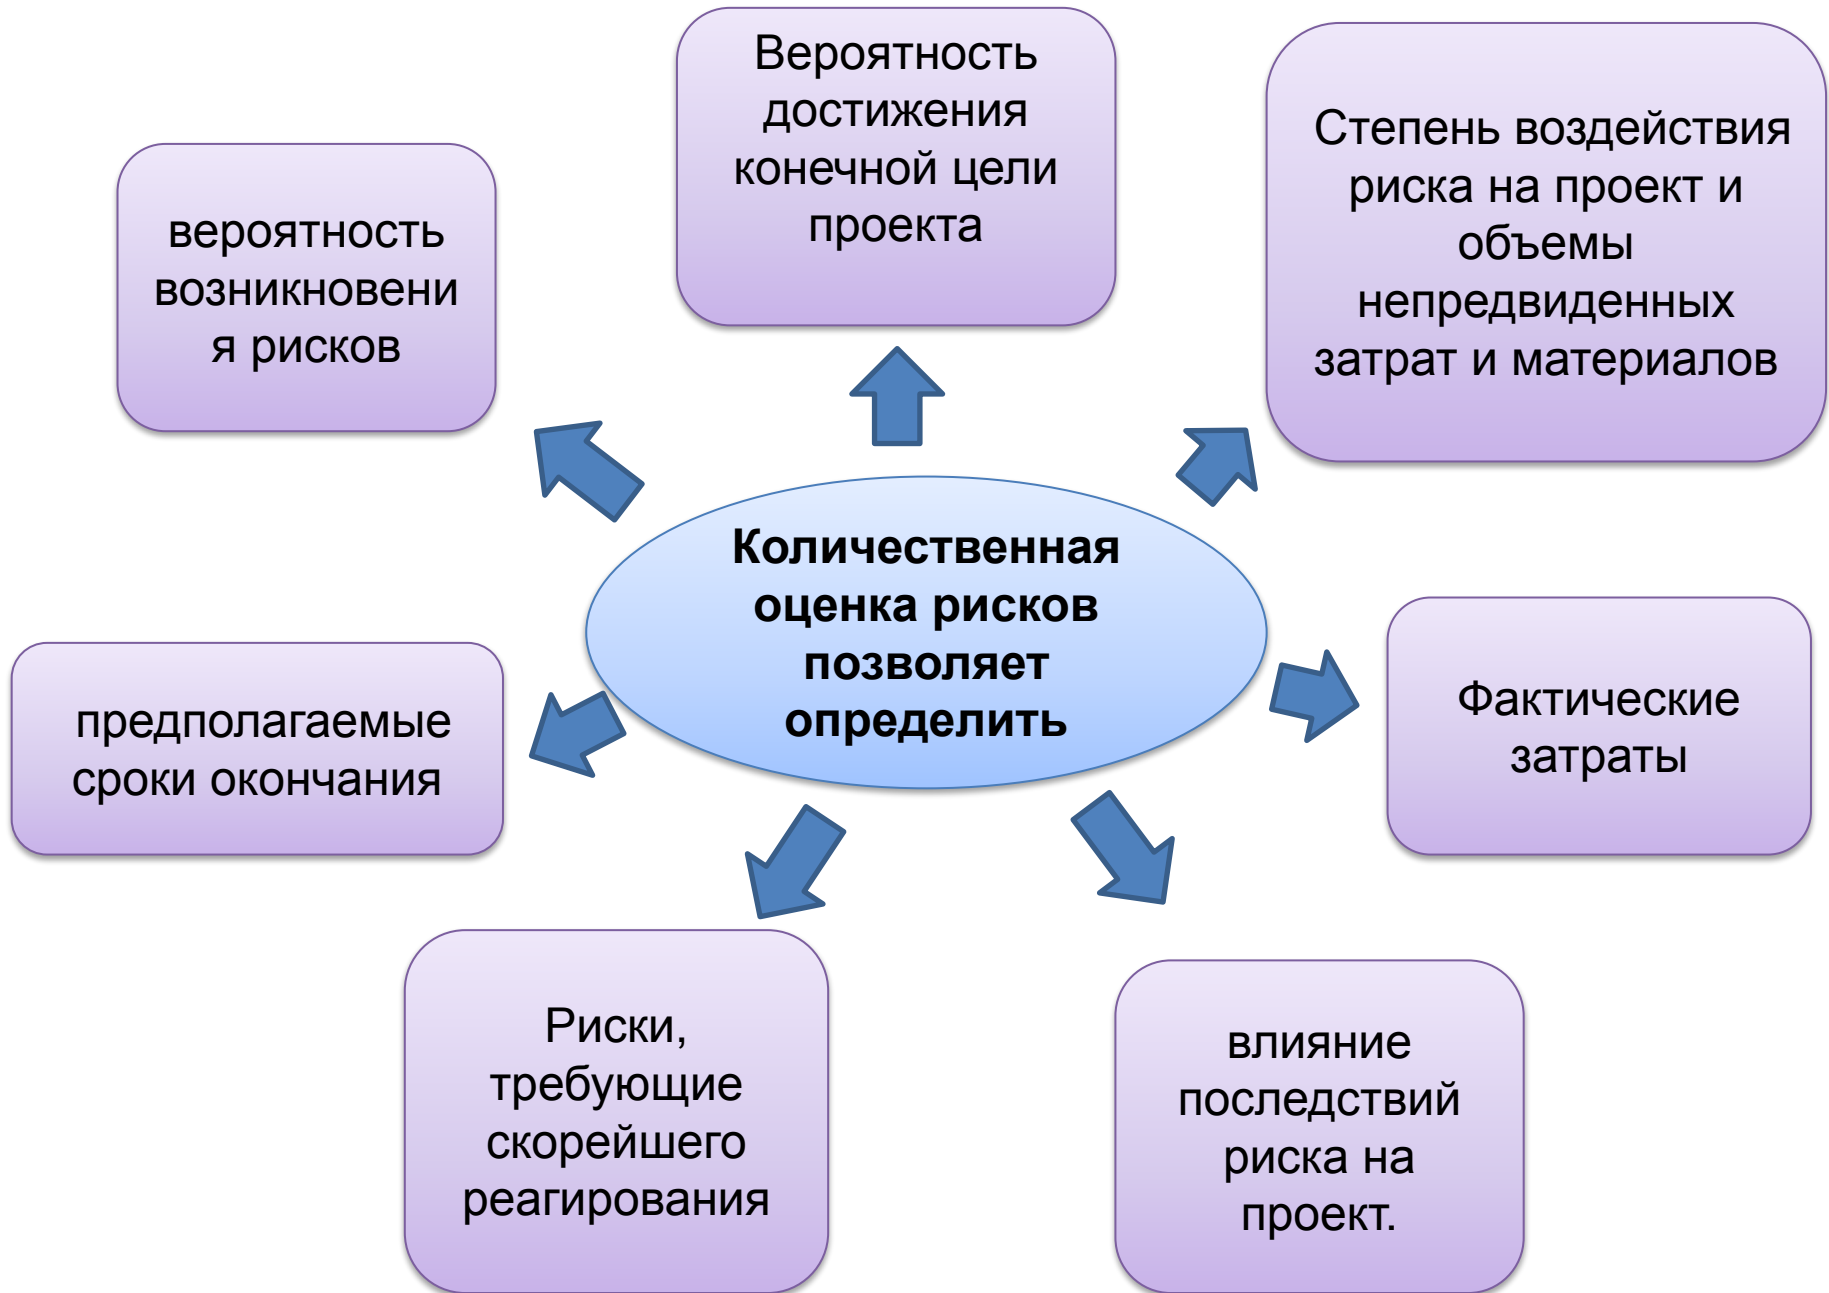 Вероятность
достижения
конечной цели
проекта
Степень воздействия
риска на проект и
объемы
непредвиденных
затрат и материалов
вероятность
возникновени
я рисков
Количественная
оценка рисков
позволяет
определить
предполагаемые
сроки окончания
Фактические
затраты
Риски,
требующие
скорейшего
реагирования
влияние
последствий
риска на
проект.